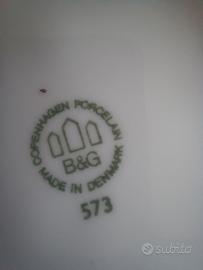 COPENHAGEN PORCELAIN
B&G
MADE IN DENMARK
573
subito